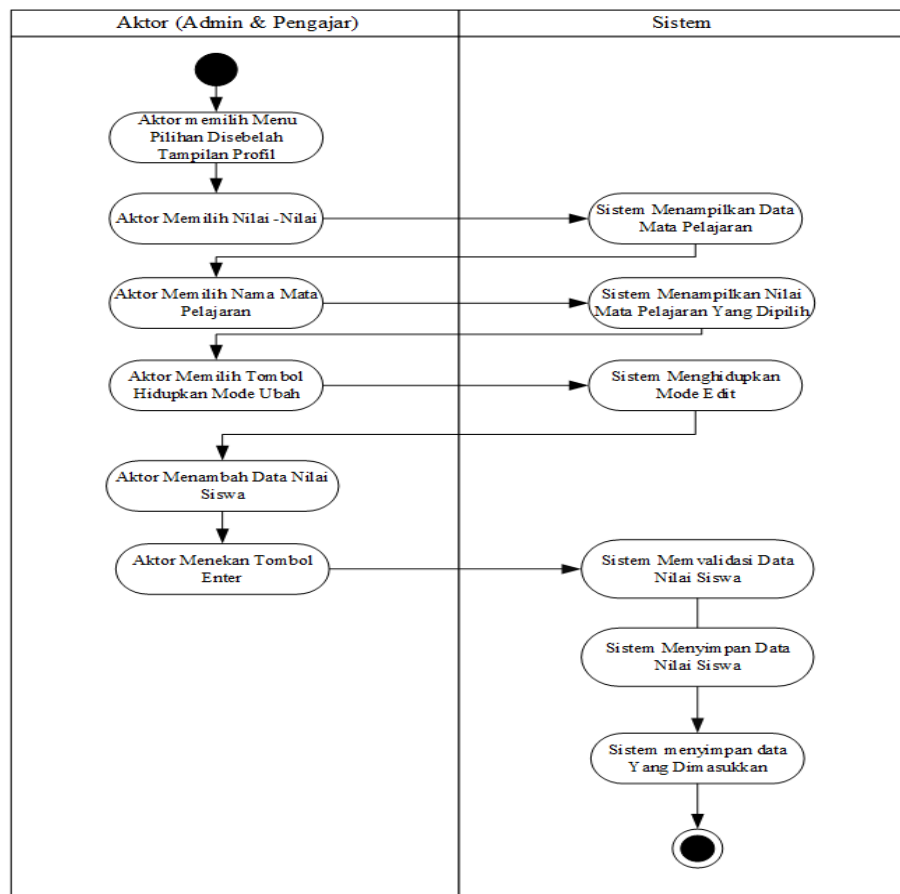 Aktor (Admin & Pengajar)
Sistem
Aktor memilih Menu
Pilihan Disebelah
Tampilan Profil
Aktor Memilih Nilai -Nilai
Sistem Menampilkan Data
Mata Pelajaran
Aktor Memilih Nama Mata
Pelajaran
Sistem Menampilkan Nilai
Mata Pelajaran Yang Dipilih
Aktor Memilih Tombol
Hidupkan Mode Ubah
Sistem Menghidupkan
Mode Edit
Aktor Menambah Data Nilai
Siswa
Aktor Menekan Tombol
Enter
Sistem Memvalidasi Data
Nilai Siswa
Sistem Menyimpan Data
Nilai Siswa
Sistem menyimpan data
Yang Dimasukkan